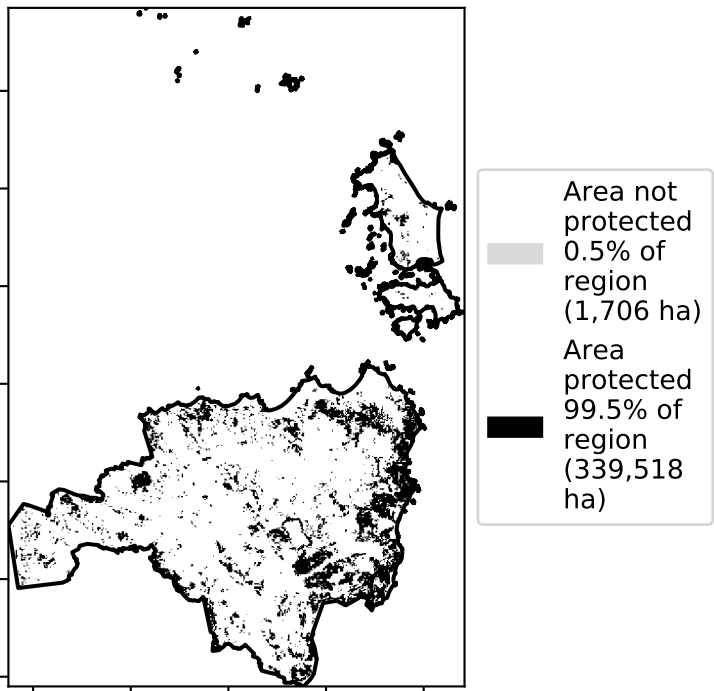 Area not
protected
0.5% of
region
(1,706 ha)
Area
protected
99.5% of
region
(339,518
ha)